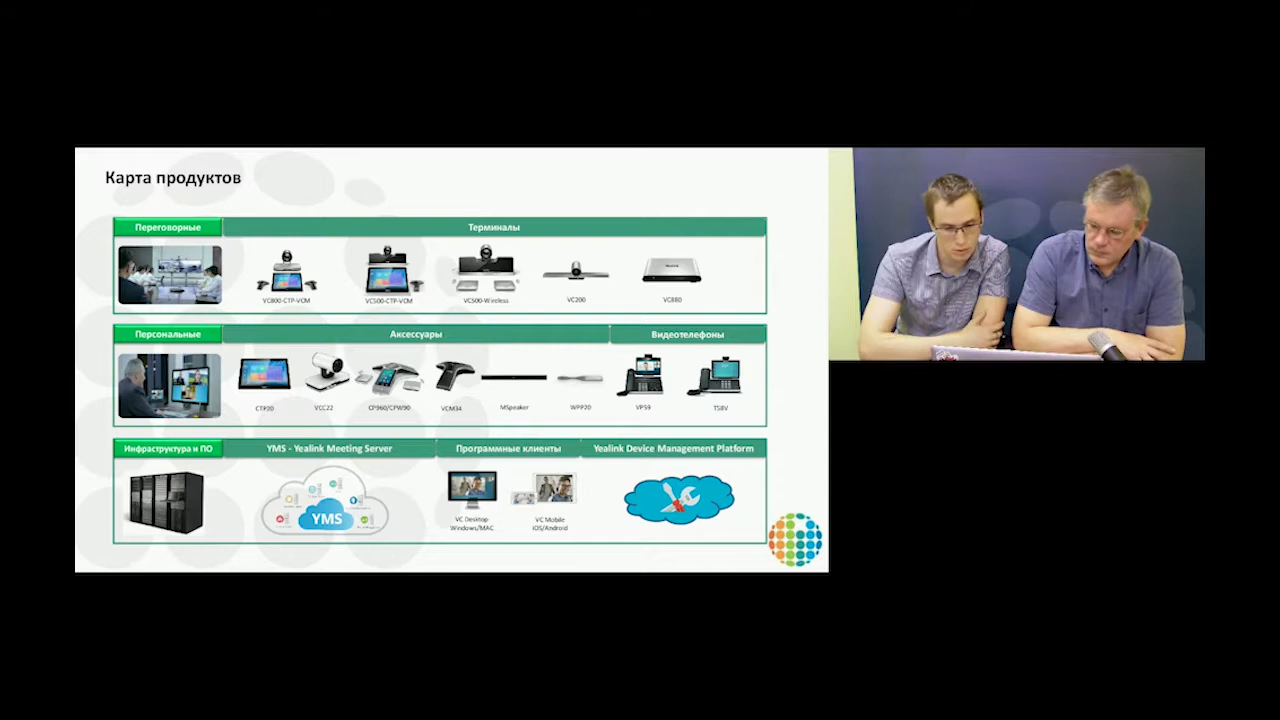 Карта продуктов
Переговорные
Терминалы
VC800-CTP-VCM
VC500-CTP-VCM
VC500-Wireless
VC200
VC880
Персональные
Аксессуары
Видеотелефоны
CTP20
VCC22
CP960/CPW90
VCM34
MSpeaker
WPP20
VP59
T58V
Инфраструктура и ПО
YMS - Yealink Meeting Server
Программные клиенты
Yealink Device Management Platform
YMS
VC Desktop
Windows/MAC
VC Mobile
iOS/Android